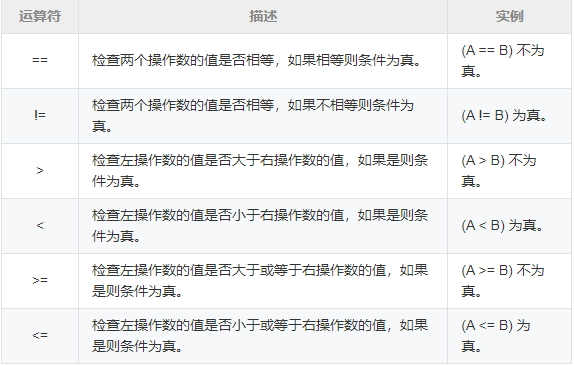 运算符 描述 实例
== 检查两个操作数的值是否相等，如果相等则条件为真。 (A == B) 不为
真。
!= 检查两个操作数的值是否相等，如果不相等则条件为
真。 (A != B) 为真。
> 检查左操作数的值是否大于右操作数的值，如果是则条
件为真。 (A > B) 不为
真。
< 检查左操作数的值是否小于右操作数的值，如果是则条
件为真。 (A < B) 为真。
>= 检查左操作数的值是否大于或等于右操作数的值，如果
是则条件为真。 (A >= B) 不为
真。
<= 检查左操作数的值是否小于或等于右操作数的值，如果
是则条件为真。 (A <= B) 为
真。